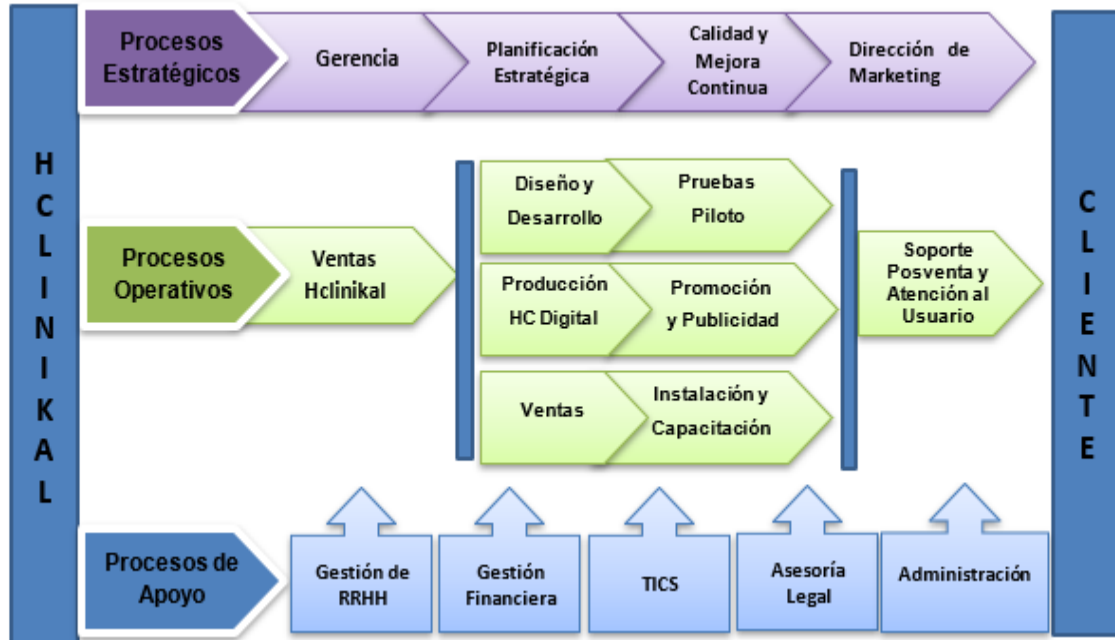 HCLINIKAL
Procesos
Estratégicos
Gerencia
Planificación
Estratégica
Calidad y
Mejora
Continua
Dirección de
Marketing
Procesos
Operativos
Ventas
Hclinikal
Diseño y
Desarrollo
Pruebas
Piloto
Producción
HC Digital
Promoción
y Publicidad
Ventas
Instalación y
Capacitación
Soporte
Posventa y
Atención al
Usuario
Procesos de
Apoyo
Gestión de
RRHH
Gestión
Financiera
TICS
Asesoría
Legal
Administración
CLIENTE